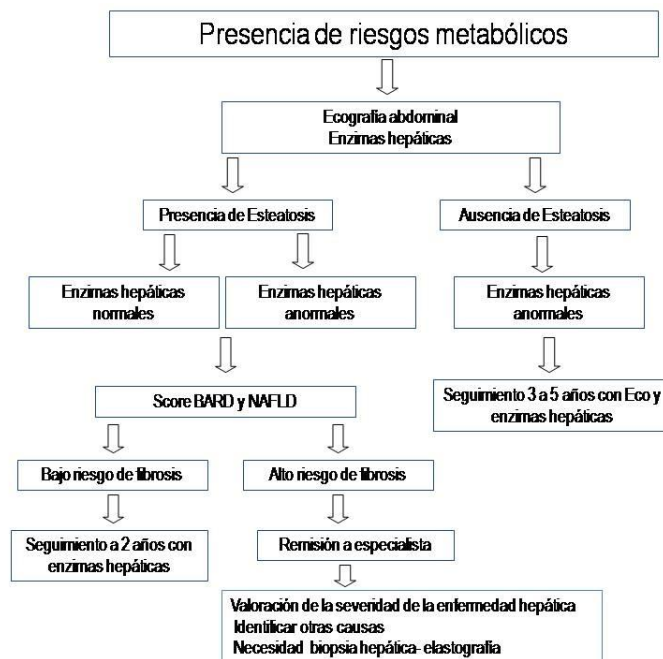 Presencia de riesgos metabólicos
Ecografía abdominal
Enzimas hepáticas
Presencia de Esteatosis
Ausencia de Esteatosis
Enzimas hepáticas
normales
Enzimas hepáticas
anormales
Enzimas hepáticas
anormales
Score BARD y NAFLD
Seguimiento 3 a 5 años con Eco y
enzimas hepáticas
Bajo riesgo de fibrosis
Alto riesgo de fibrosis
Seguimiento a 2 años con
enzimas hepáticas
Remisión a especialista
Valoración de la severidad de la enfermedad hepática
Identificar otras causas
Necesidad biopsia hepática- elastografía